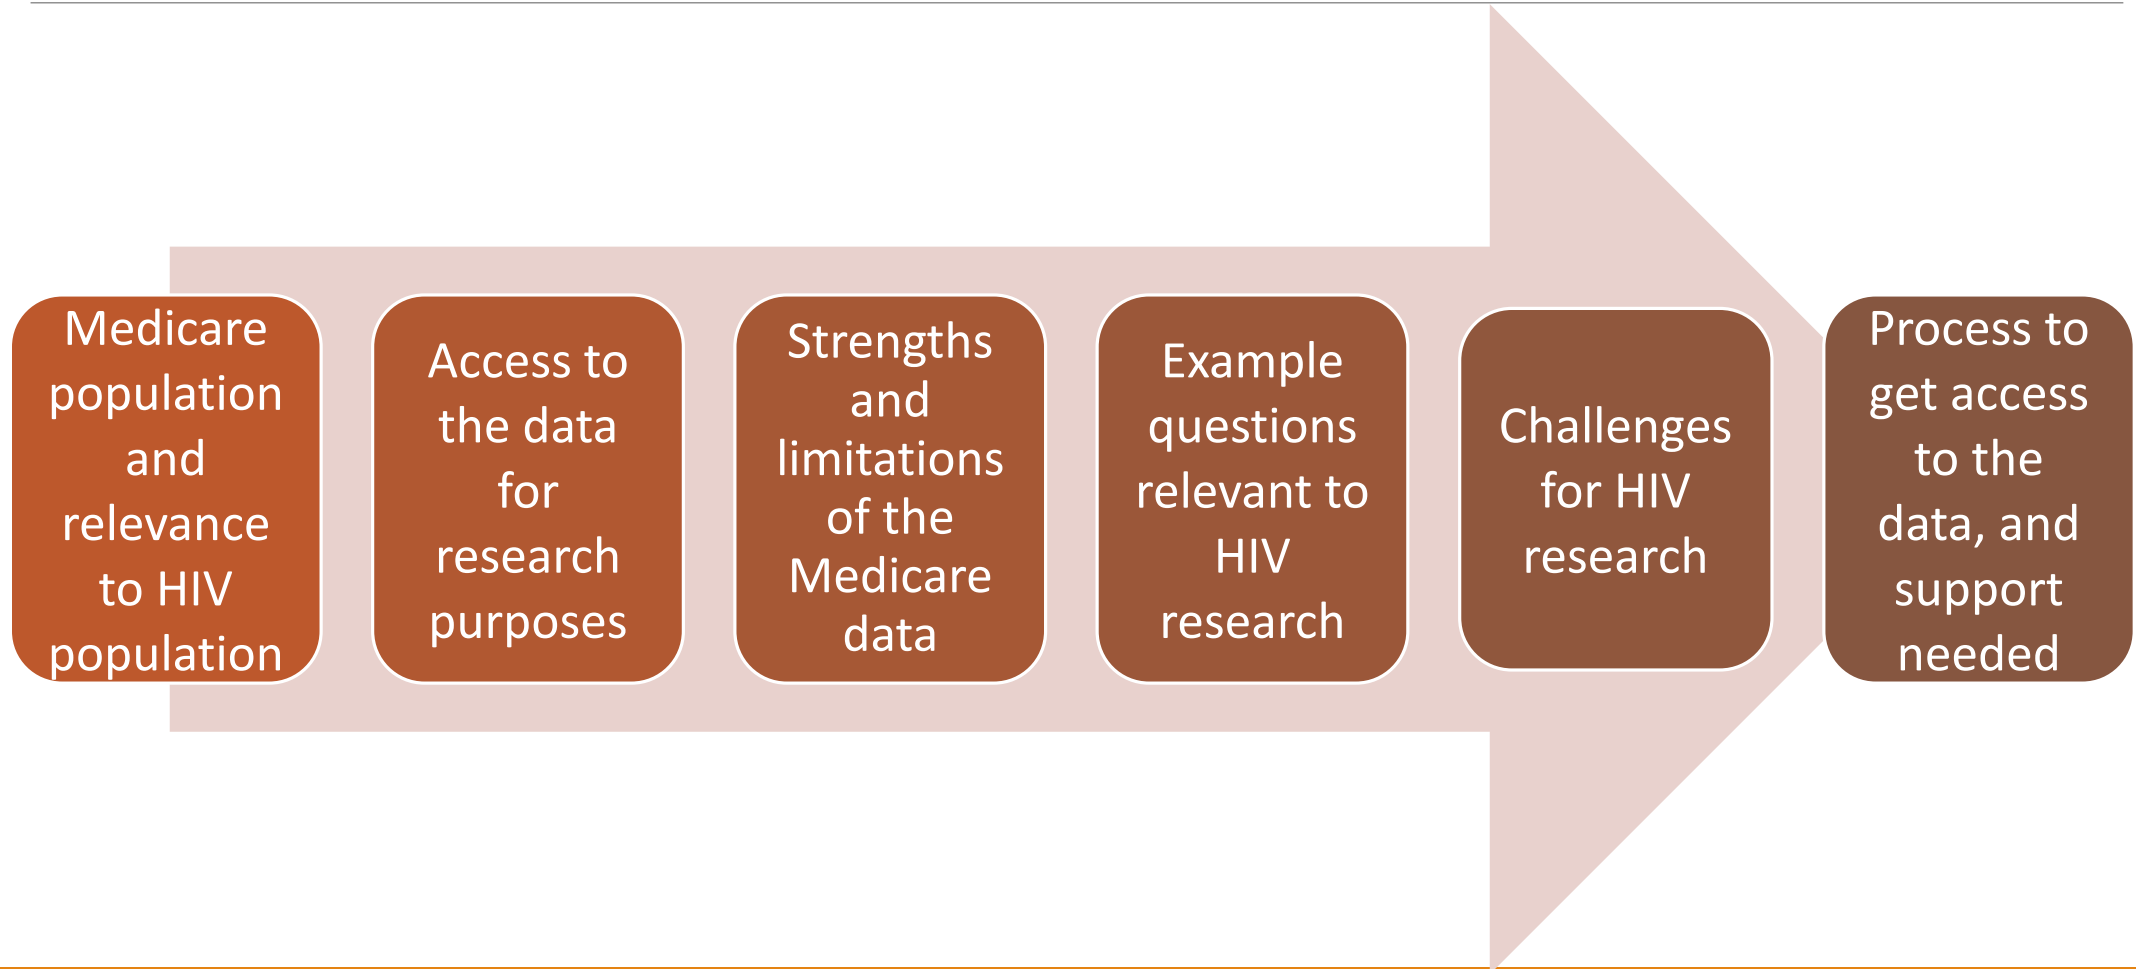 Medicare
population
and
relevance
to HIV
population
Access to
the data
for
research
purposes
Strengths
and
limitations
of the
Medicare
data
Example
questions
relevant to
HIV
research
Challenges
for HIV
research
Process to
get access
to the
data, and
support
needed